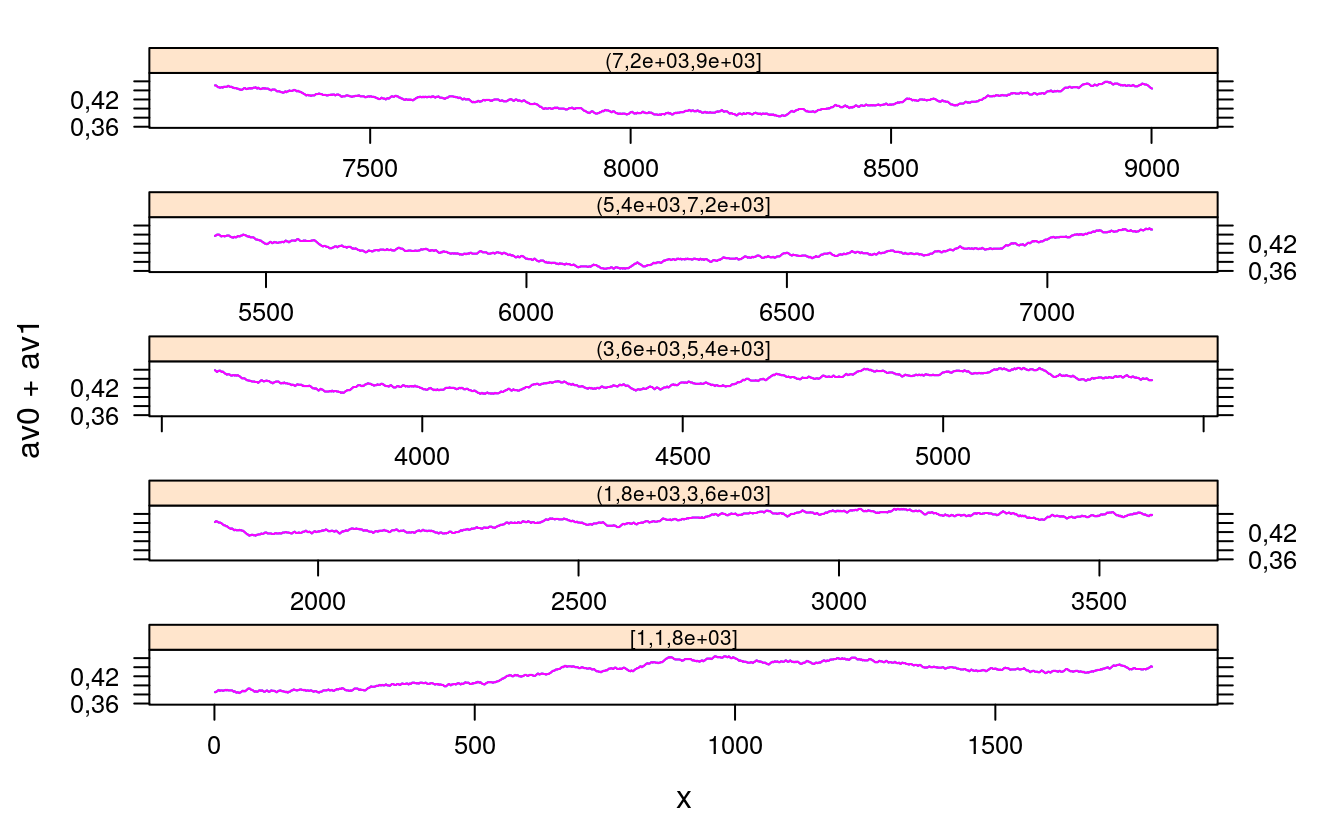 (7,2e+03,9e+03]
0,42
0,36
7500 8000 8500 9000
(5,4e+03,7,2e+03]
0,42
0,36
5500 6000 6500 7000
(3,6e+03,5,4e+03]
0,42
0,36
4000 4500 5000
(1,8e+03,3,6e+03]
0,42
0,36
2000 2500 3000 3500
[1,1,8e+03]
0,42
0,36
0 500 1000 1500
av0 + av1
x